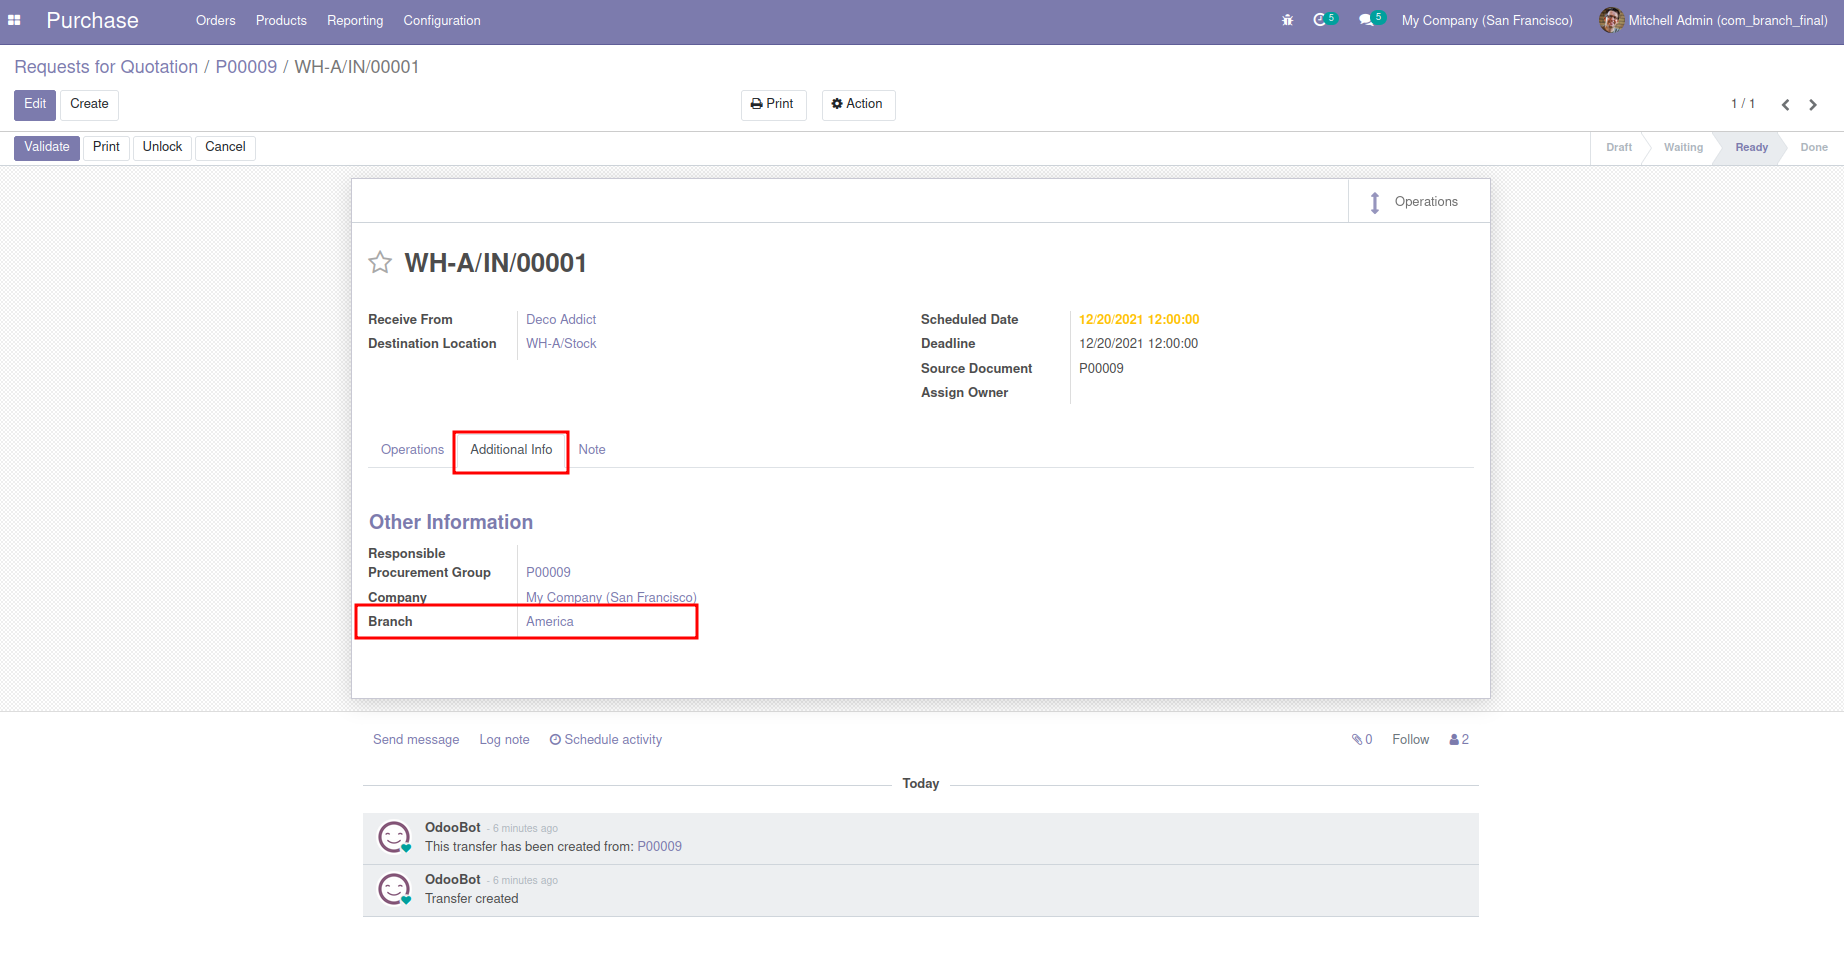 Purchase Orders Products Reporting Configuration 5 5 My Company (San Francisco) Mitchell Admin (com_branch_final)
Requests for Quotation / P00009 / WH-A/IN/00001
Edit Create Print Action 1 / 1
Validate Print Unlock Cancel Draft Waiting Ready Done
Operations
WH-A/IN/00001
Receive From Deco Addict
Destination Location WH-A/Stock
Scheduled Date 12/20/2021 12:00:00
Deadline 12/20/2021 12:00:00
Source Document P00009
Assign Owner
Operations Additional Info Note
Other Information
Responsible
Procurement Group P00009
Company My Company (San Francisco)
Branch America
Send message Log note Schedule activity 0 Follow 2
Today
OdooBot - 6 minutes ago
This transfer has been created from: P00009
OdooBot - 6 minutes ago
Transfer created